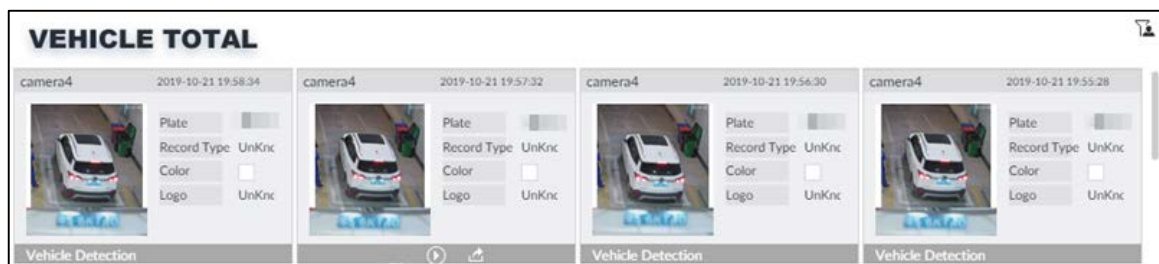 VEHICLE TOTAL
camera4 2019-10-21 19:58:34
Plate
Record Type UnKnc
Color
Logo UnKnc
Vehicle Detection
camera4 2019-10-21 19:57:32
Plate
Record Type UnKnc
Color
Logo UnKnc
camera4 2019-10-21 19:56:30
Plate
Record Type UnKnc
Color
Logo UnKnc
Vehicle Detection
camera4 2019-10-21 19:55:28
Plate
Record Type UnKnc
Color
Logo UnKnc
Vehicle Detection